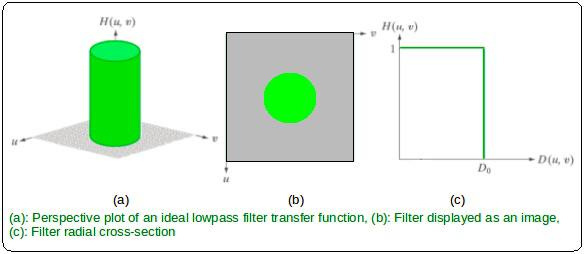 H(u, v)
u
v
(a)
v
u
(b)
H(u, v)
1
D₀
D(u, v)
(c)
(a): Perspective plot of an ideal lowpass filter transfer function, (b): Filter displayed as an image,
(c): Filter radial cross-section